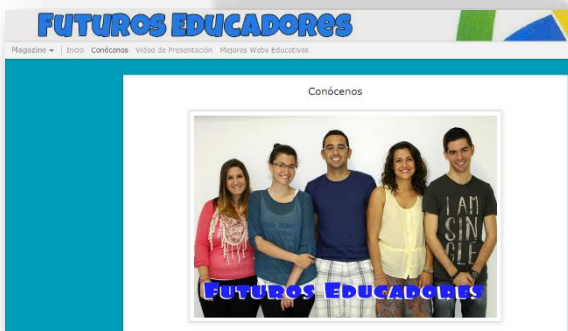 Futuros Educadores
Magazine Inicio Conócenos Vídeo de Presentación Mejores Webs Educativas
Conócenos
I AM
SIN
GLE
Futuros Educadores